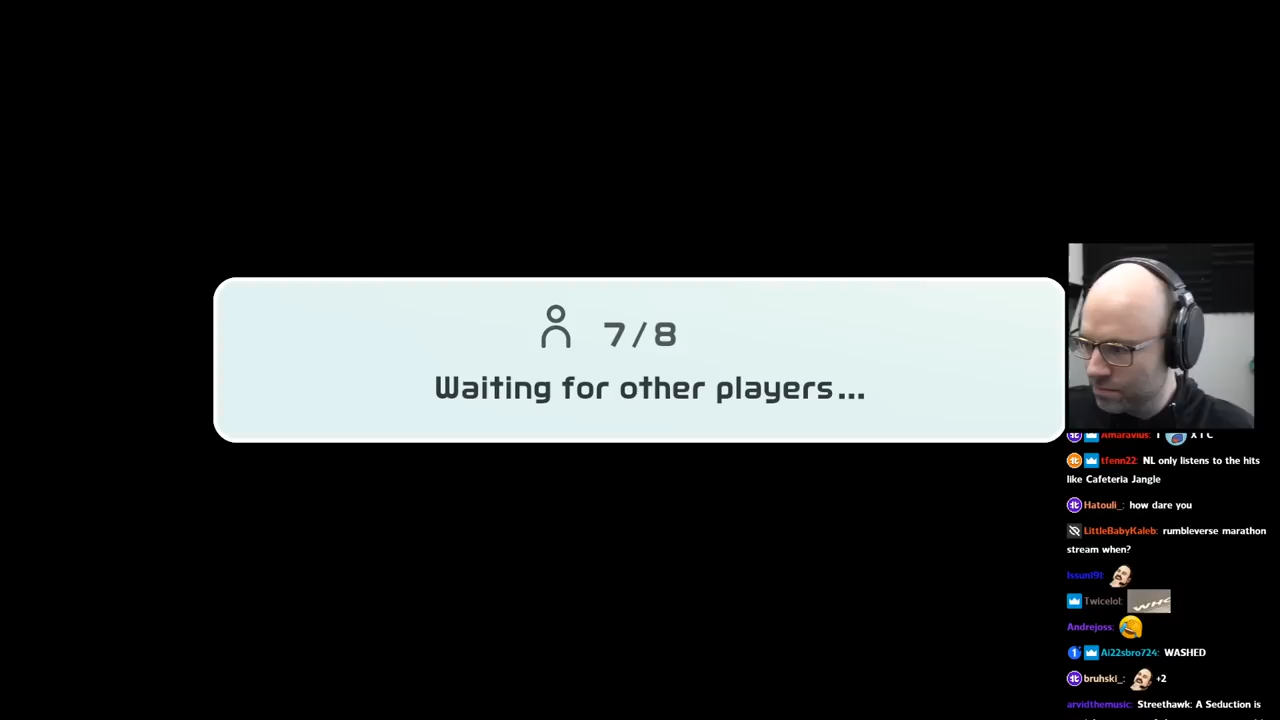 7/8
Waiting for other players...
Amaravius:
tfenn22: NL only listens to the hits
like Cafeteria Jangle
Hatouli_: how dare you
LittleBabyKaleb: rumbleverse marathon
stream when?
Issun191:
Twicelol:
Andrejoss:
Al22sbro724: WASHED
bruhski_: +2
arvidthemusic: Streethawk: A Seduction is